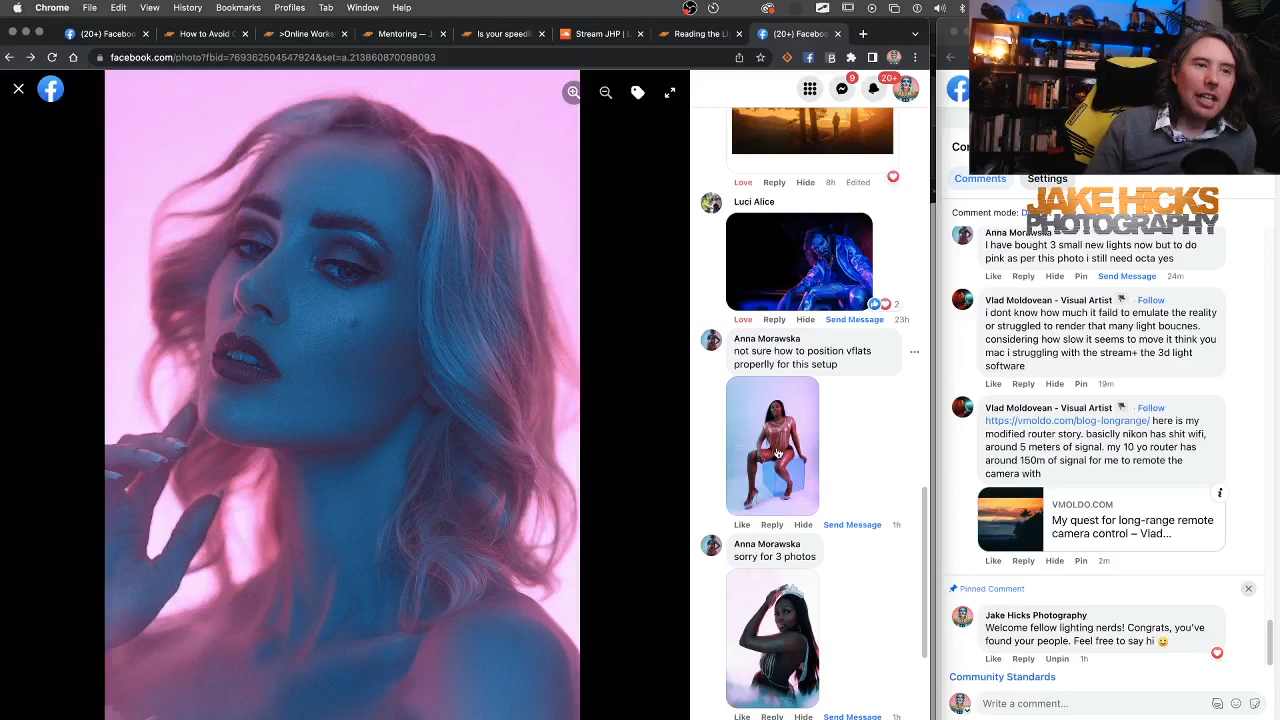 Chrome File Edit View History Bookmarks Profiles Tab Window Help
(20+) Faceboo
How to Avoid C
Mentoring — J
Is your speedli
Stream JHP | L
Reading the Li
(20+) Faceboo
facebook.com/photo?fbid=769362504547924&set=a.213868070098093
9
20+
Love Reply Hide 8h Edited
Luci Alice
2
Love Reply Hide Send Message 23h
Anna Morawska
not sure how to position vflats
properlly for this setup
Like Reply Hide Send Message 1h
Anna Morawska
sorry for 3 photos
Like Reply Hide Send Message 1h
Comments Settings
Comment mode:
JAKE HICKS
PHOTOGRAPHY
Anna Morawska
I have bought 3 small new lights now but to do
pink as per this photo i still need octa yes
Like Reply Hide Pin Send Message 24m
Vlad Moldovean - Visual Artist · Follow
i dont know how much it faild to emulate the reality
or struggled to render that many light boucnes.
considering how slow it seems to move it think you
mac i struggling with the stream+ the 3d light
software
Like Reply Hide Pin 19m
Vlad Moldovean - Visual Artist · Follow
https://vmoldo.com/blog-longrange/ here is my
modified router story. basiclly nikon has shit wifi,
around 5 meters of signal. my 10 yo router has
around 150m of signal for me to remote the
camera with
VMOLDO.COM
My quest for long-range remote
camera control – Vlad...
Like Reply Hide Pin 2m
Pinned Comment
Jake Hicks Photography
Welcome fellow lighting nerds! Congrats, you've
found your people. Feel free to say hi
Like Reply Unpin 1h
Community Standards
Write a comment...